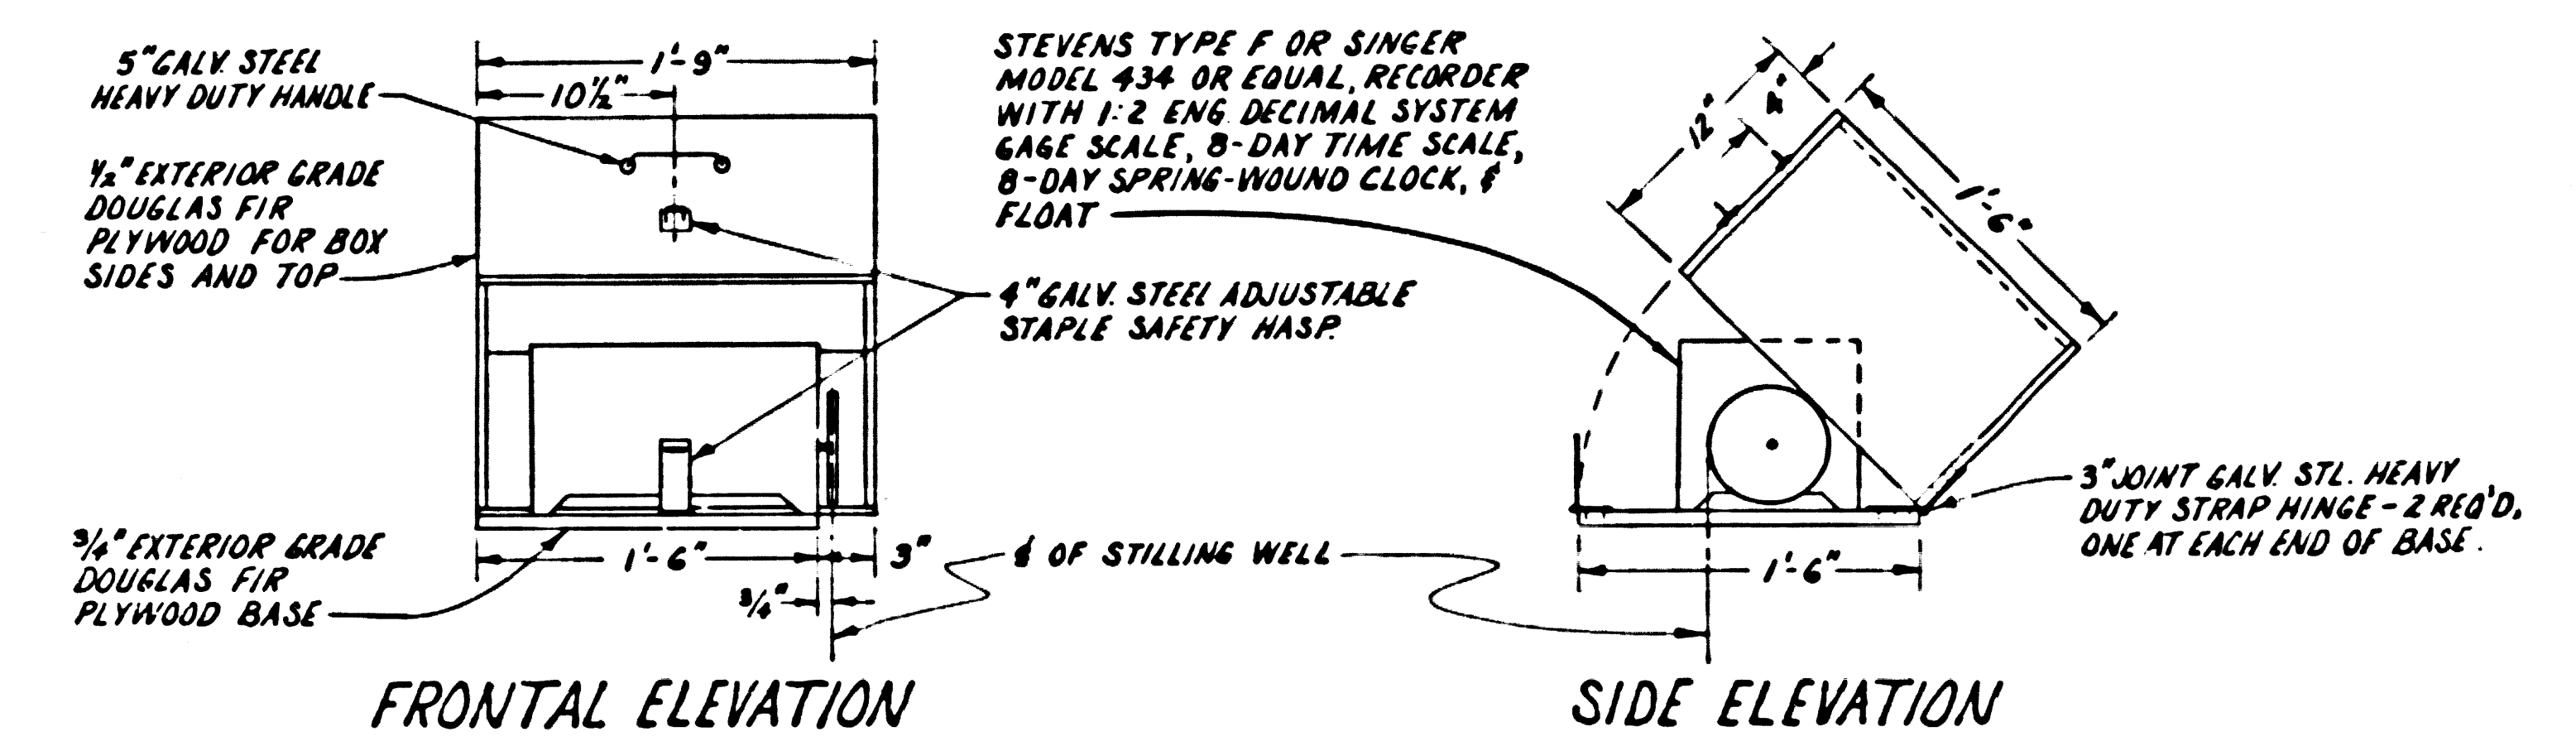 5" GALV. STEEL
HEAVY DUTY HANDLE
1/2" EXTERIOR GRADE
DOUGLAS FIR
PLYWOOD FOR BOX
SIDES AND TOP
3/4" EXTERIOR GRADE
DOUGLAS FIR
PLYWOOD BASE
1'-9"
10 1/2"
1'-6"
3"
3/4"
FRONTAL ELEVATION
STEVENS TYPE F OR SINGER
MODEL 434 OR EQUAL, RECORDER
WITH 1:2 ENG. DECIMAL SYSTEM
GAGE SCALE, 8-DAY TIME SCALE,
8-DAY SPRING-WOUND CLOCK, &
FLOAT
4" GALV. STEEL ADJUSTABLE
STAPLE SAFETY HASP.
℄ OF STILLING WELL
12"
1'-6"
1'-6"
3" JOINT GALV. STL. HEAVY
DUTY STRAP HINGE - 2 REQ'D,
ONE AT EACH END OF BASE.
SIDE ELEVATION